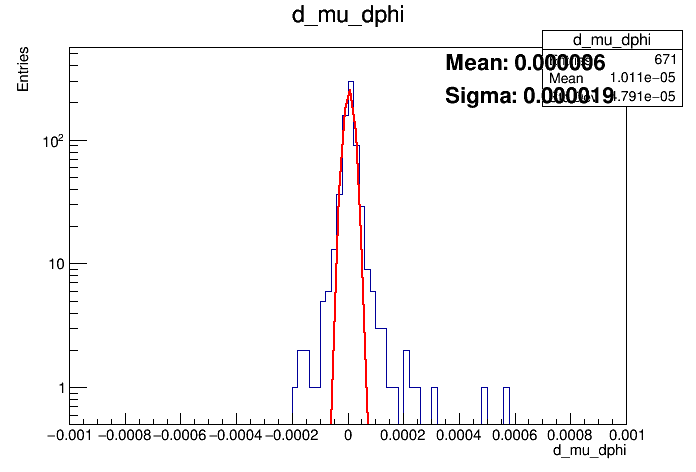 d_mu_dphi
Entries
d_mu_dphi
671
Mean 1.011e−05
4.791e−05
Mean: 0.000006
Sigma: 0.000019
10²
10
1
−0.001 −0.0008 −0.0006 −0.0004 −0.0002 0 0.0002 0.0004 0.0006 0.0008 0.001
d_mu_dphi